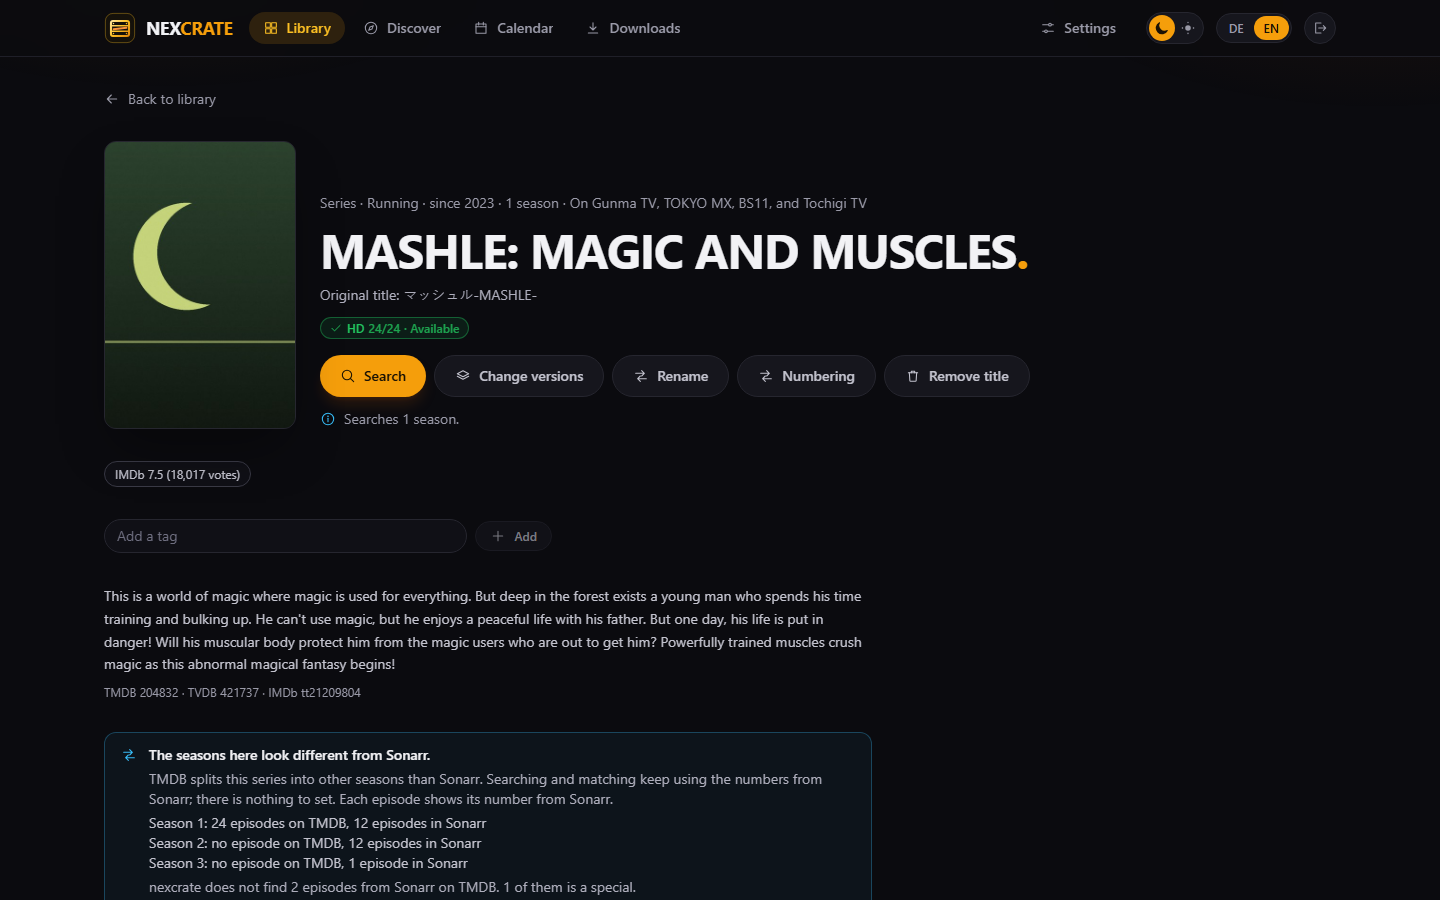 NEXCRATE
Library
Discover
Calendar
Downloads
Settings
DE
EN
Back to library
Series · Running · since 2023 · 1 season · On Gunma TV, TOKYO MX, BS11, and Tochigi TV
MASHLE: MAGIC AND MUSCLES.
Original title: マッシュル-MASHLE-
HD 24/24 · Available
Search
Change versions
Rename
Numbering
Remove title
Searches 1 season.
IMDb 7.5 (18,017 votes)
Add a tag
Add
This is a world of magic where magic is used for everything. But deep in the forest exists a young man who spends his time
training and bulking up. He can't use magic, but he enjoys a peaceful life with his father. But one day, his life is put in
danger! Will his muscular body protect him from the magic users who are out to get him? Powerfully trained muscles crush
magic as this abnormal magical fantasy begins!
TMDB 204832 · TVDB 421737 · IMDb tt21209804
The seasons here look different from Sonarr.
TMDB splits this series into other seasons than Sonarr. Searching and matching keep using the numbers from
Sonarr; there is nothing to set. Each episode shows its number from Sonarr.
Season 1: 24 episodes on TMDB, 12 episodes in Sonarr
Season 2: no episode on TMDB, 12 episodes in Sonarr
Season 3: no episode on TMDB, 1 episode in Sonarr
nexcrate does not find 2 episodes from Sonarr on TMDB. 1 of them is a special.